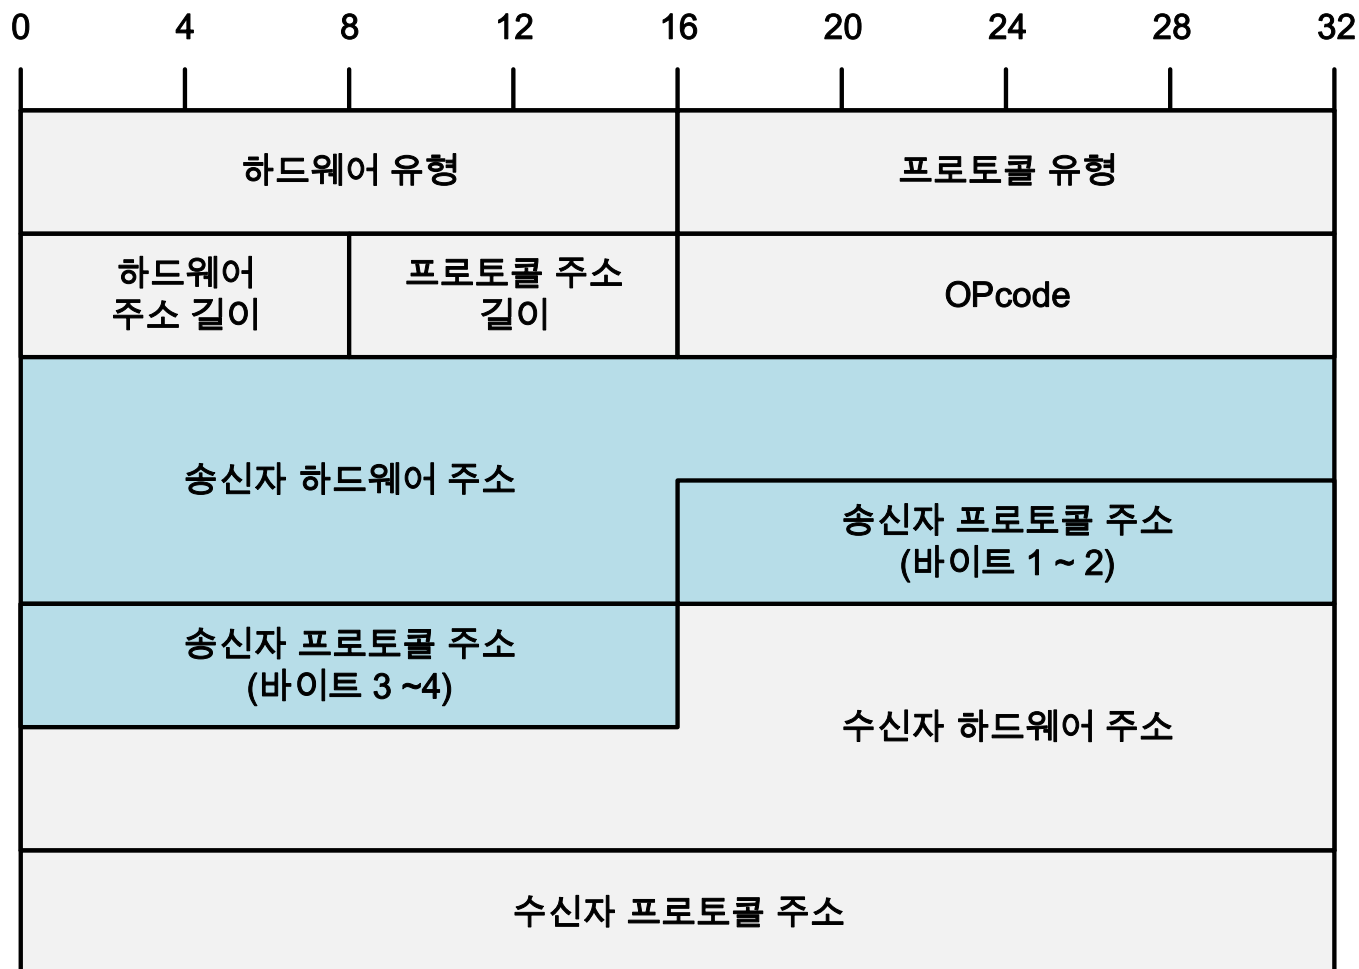 0 4 8 12 16 20 24 28 32
하드웨어 유형
프로토콜 유형
하드웨어
주소 길이
프로토콜 주소
길이
OPcode
송신자 하드웨어 주소
송신자 프로토콜 주소
(바이트 1 ~ 2)
송신자 프로토콜 주소
(바이트 3 ~4)
수신자 하드웨어 주소
수신자 프로토콜 주소